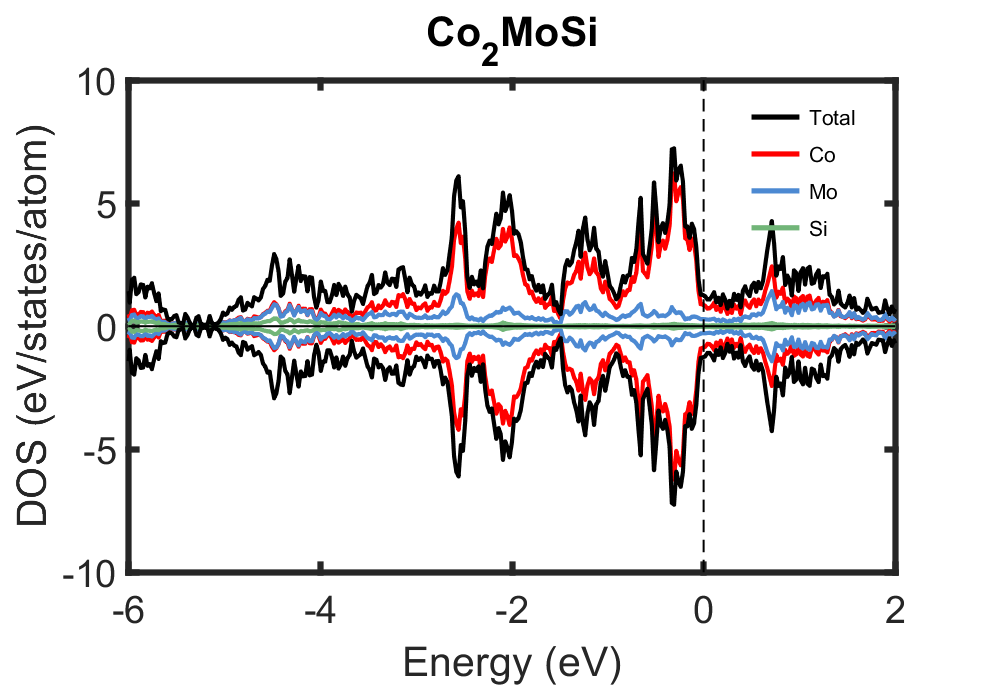 Co₂MoSi
10
5
0
-5
-10
DOS (eV/states/atom)
Total
Co
Mo
Si
-6 -4 -2 0 2
Energy (eV)